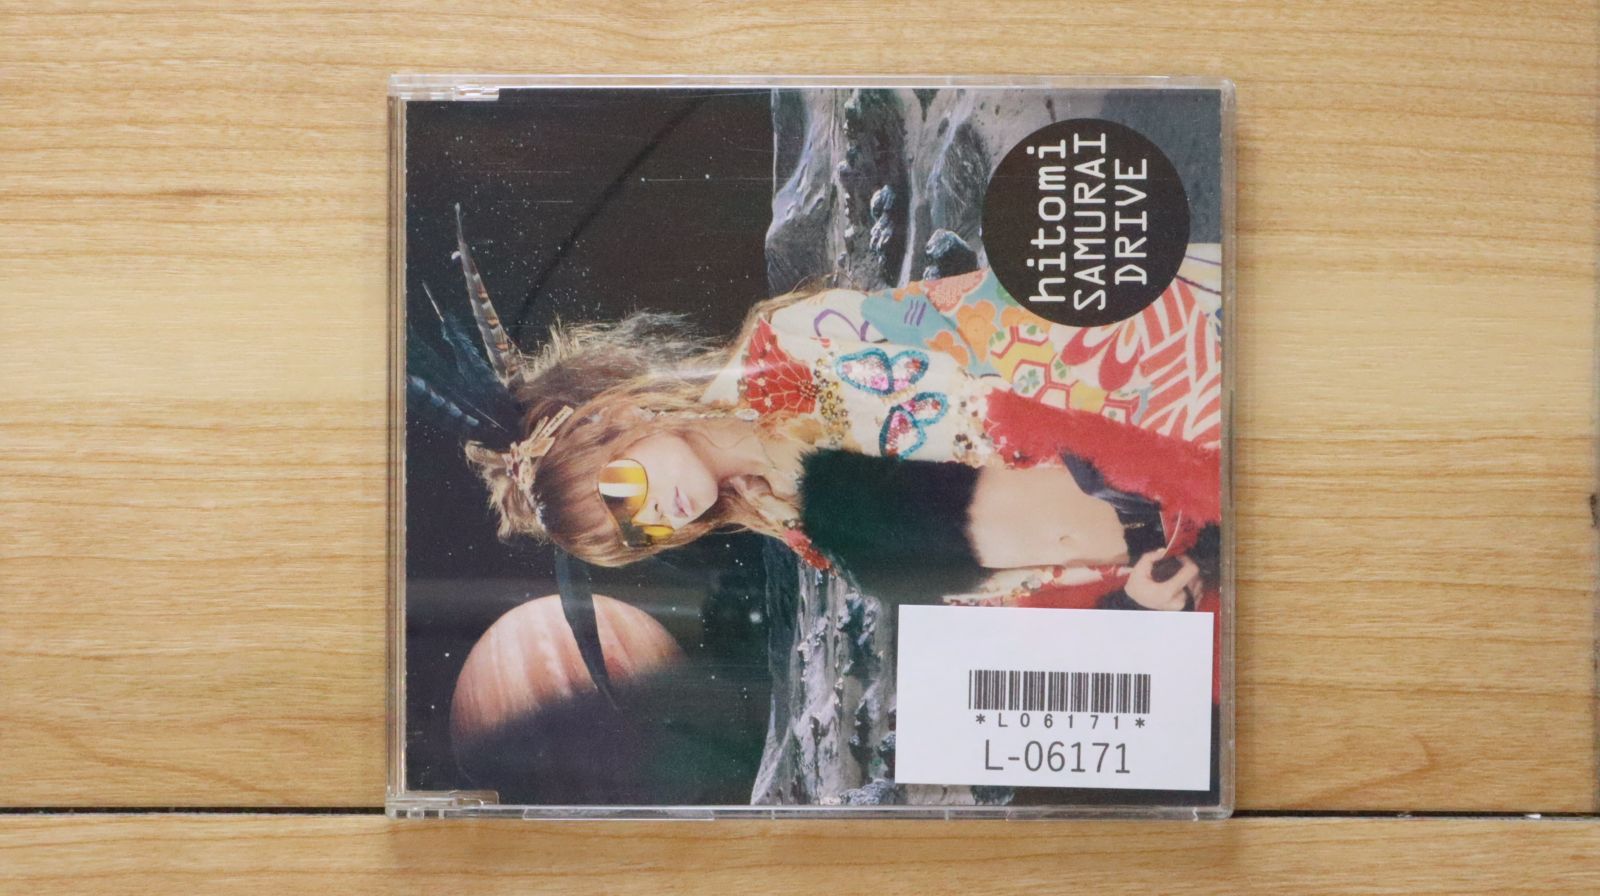 hitomi
SAMURAI
DRIVE
*L06171*
L-06171